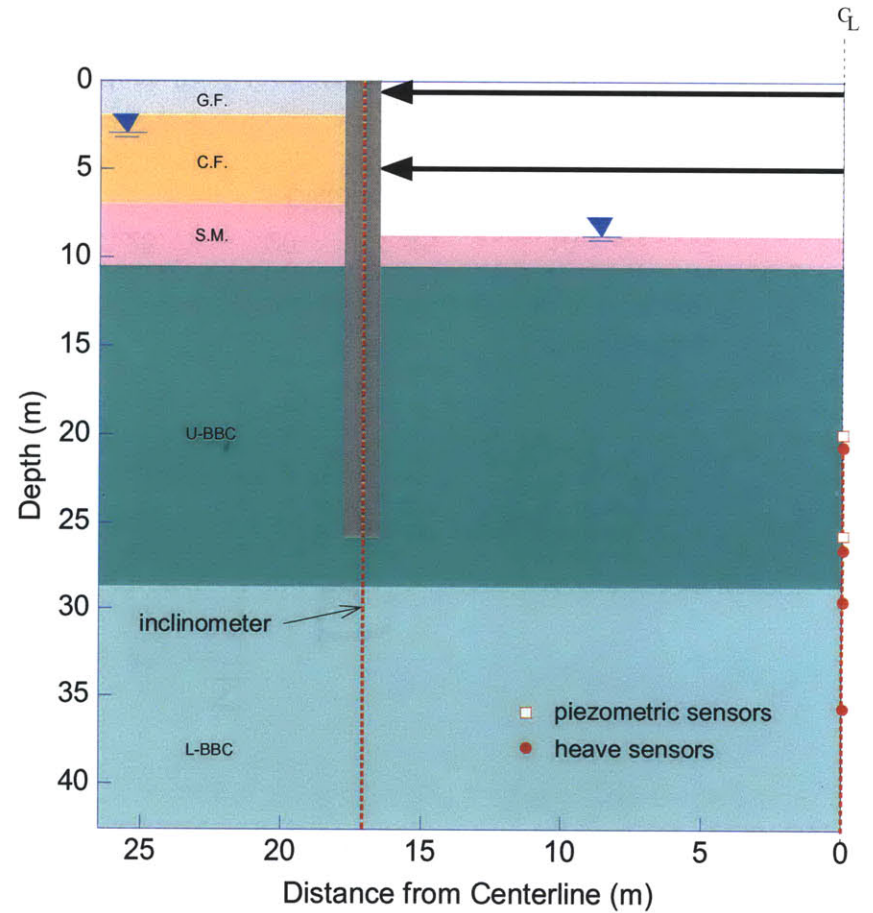 CL
0
G.F.
C.F.
5
S.M.
10
15
Depth (m)
20
U-BBC
25
30
inclinometer
35
piezometric sensors
heave sensors
L-BBC
40
25 20 15 10 5 0
Distance from Centerline (m)